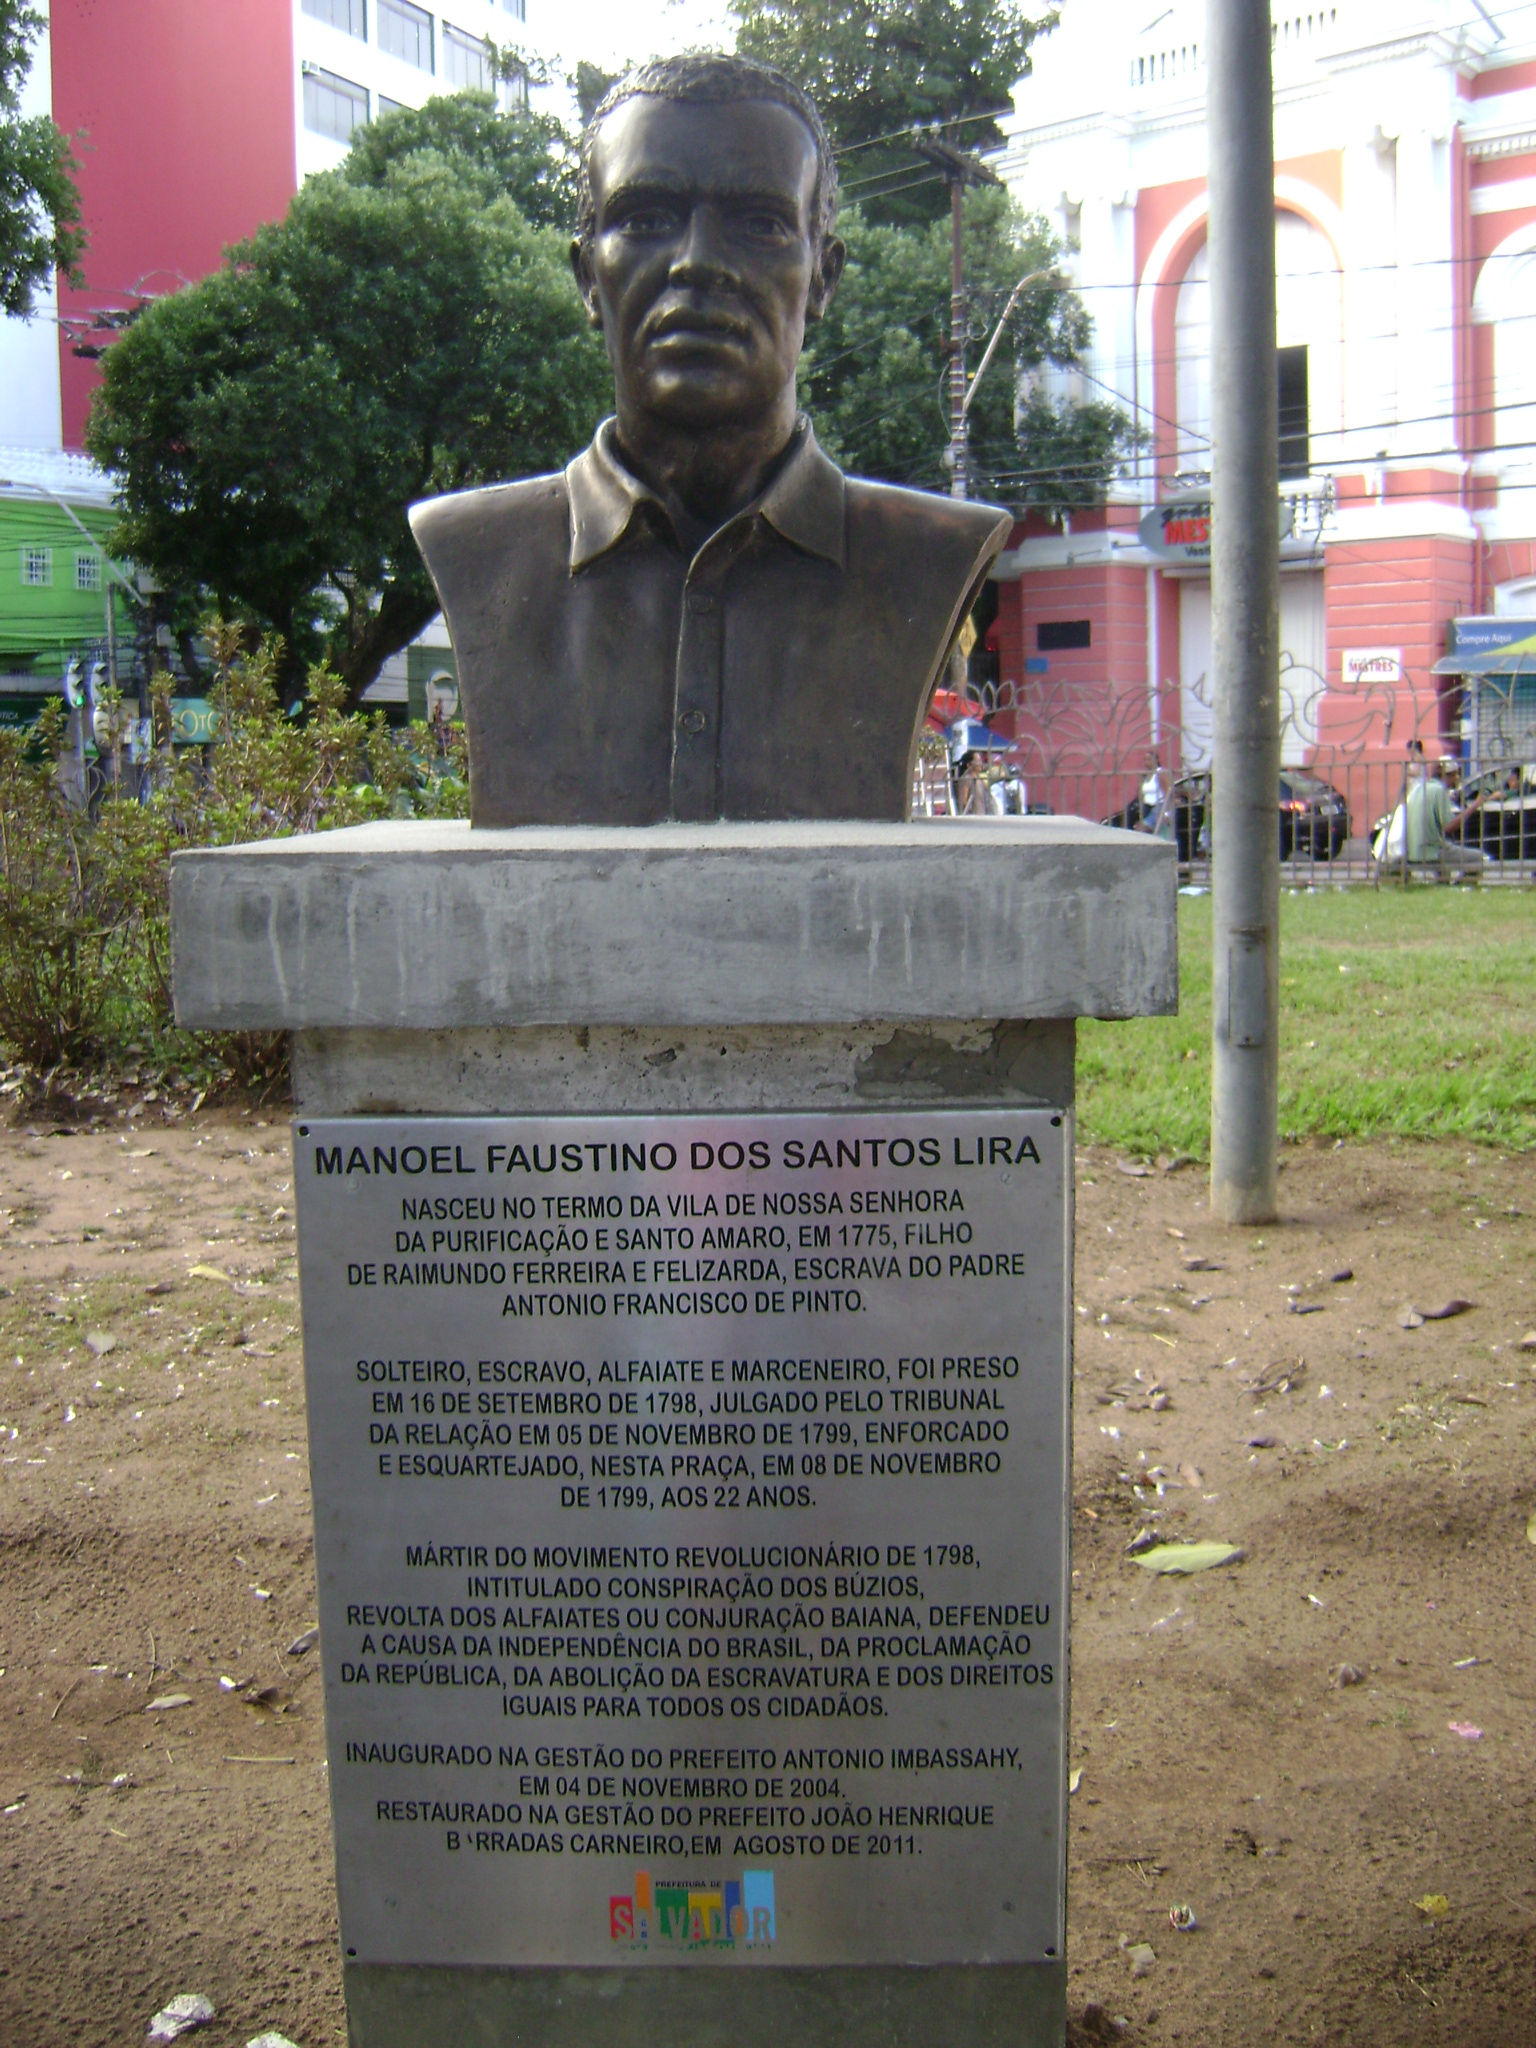 MANOEL FAUSTINO DOS SANTOS LIRA
NASCEU NO TERMO DA VILA DE NOSSA SENHORA
DA PURIFICAÇÃO E SANTO AMARO, EM 1775, FILHO
DE RAIMUNDO FERREIRA E FELIZARDA, ESCRAVA DO PADRE
ANTONIO FRANCISCO DE PINTO.
SOLTEIRO, ESCRAVO, ALFAIATE E MARCENEIRO, FOI PRESO
EM 16 DE SETEMBRO DE 1798, JULGADO PELO TRIBUNAL
DA RELAÇÃO EM 05 DE NOVEMBRO DE 1799, ENFORCADO
E ESQUARTEJADO, NESTA PRAÇA, EM 08 DE NOVEMBRO
DE 1799, AOS 22 ANOS.
MÁRTIR DO MOVIMENTO REVOLUCIONÁRIO DE 1798,
INTITULADO CONSPIRAÇÃO DOS BÚZIOS,
REVOLTA DOS ALFAIATES OU CONJURAÇÃO BAIANA, DEFENDEU
A CAUSA DA INDEPENDÊNCIA DO BRASIL, DA PROCLAMAÇÃO
DA REPÚBLICA, DA ABOLIÇÃO DA ESCRAVATURA E DOS DIREITOS
IGUAIS PARA TODOS OS CIDADÃOS.
INAUGURADO NA GESTÃO DO PREFEITO ANTONIO IMBASSAHY,
EM 04 DE NOVEMBRO DE 2004.
RESTAURADO NA GESTÃO DO PREFEITO JOÃO HENRIQUE
BARRADAS CARNEIRO,EM AGOSTO DE 2011.
PREFEITURA DE
SALVADOR
Compre Aqui
MESTRES